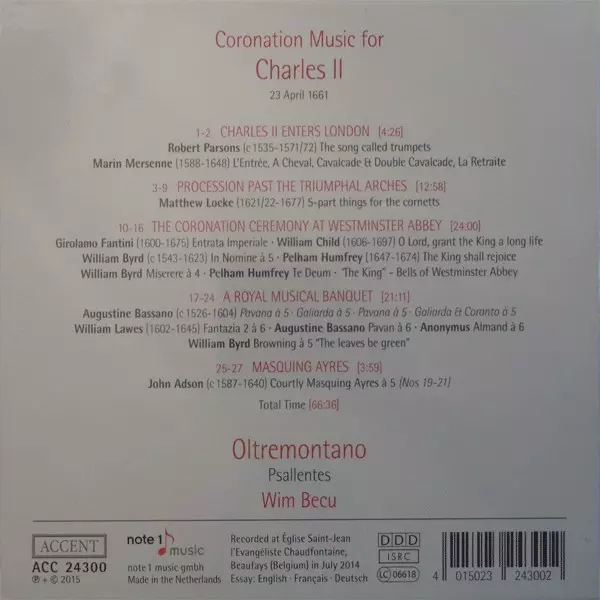 Coronation Music for
Charles II
23 April 1661
1-2 CHARLES II ENTERS LONDON [4:26]
Robert Parsons (c1535-1571/72) The song called trumpets
Marin Mersenne (1588-1648) L'Entrée, A Cheval, Cavalcade & Double Cavalcade, La Retraite
3-9 PROCESSION PAST THE TRIUMPHAL ARCHES [12:58]
Matthew Locke (1621/22-1677) 5-part things for the cornetts
10-16 THE CORONATION CEREMONY AT WESTMINSTER ABBEY [24:00]
Girolamo Fantini (1600-1675) Entrata Imperiale · William Child (1606-1697) O Lord, grant the King a long life
William Byrd (c1543-1623) In Nomine à 5 · Pelham Humfrey (1647-1674) The King shall rejoice
William Byrd Miserere à 4 · Pelham Humfrey Te Deum · "The King" - Bells of Westminster Abbey
17-24 A ROYAL MUSICAL BANQUET [21:11]
Augustine Bassano (c1526-1604) Pavana à 5 · Galiarda à 5 · Pavana à 5 · Galiarda & Coranto à 5
William Lawes (1602-1645) Fantazia 2 à 6 · Augustine Bassano Pavan à 6 · Anonymus Almand à 6
William Byrd Browning à 5 "The leaves be green"
25-27 MASQUING AYRES [3:59]
John Adson (c1587-1640) Courtly Masquing Ayres à 5 (Nos 19-21)
Total Time [66:36]
Oltremontano
Psallentes
Wim Becu
ACCENT
ACC 24300
℗ + © 2015
note 1 music
note 1 music gmbh
Made in the Netherlands
Recorded at Église Saint-Jean
l'Evangéliste Chaudfontaine,
Beaufays (Belgium) in July 2014
Essay: English · Français · Deutsch
DDD
ISRC
LC 06618
4 015023 243002